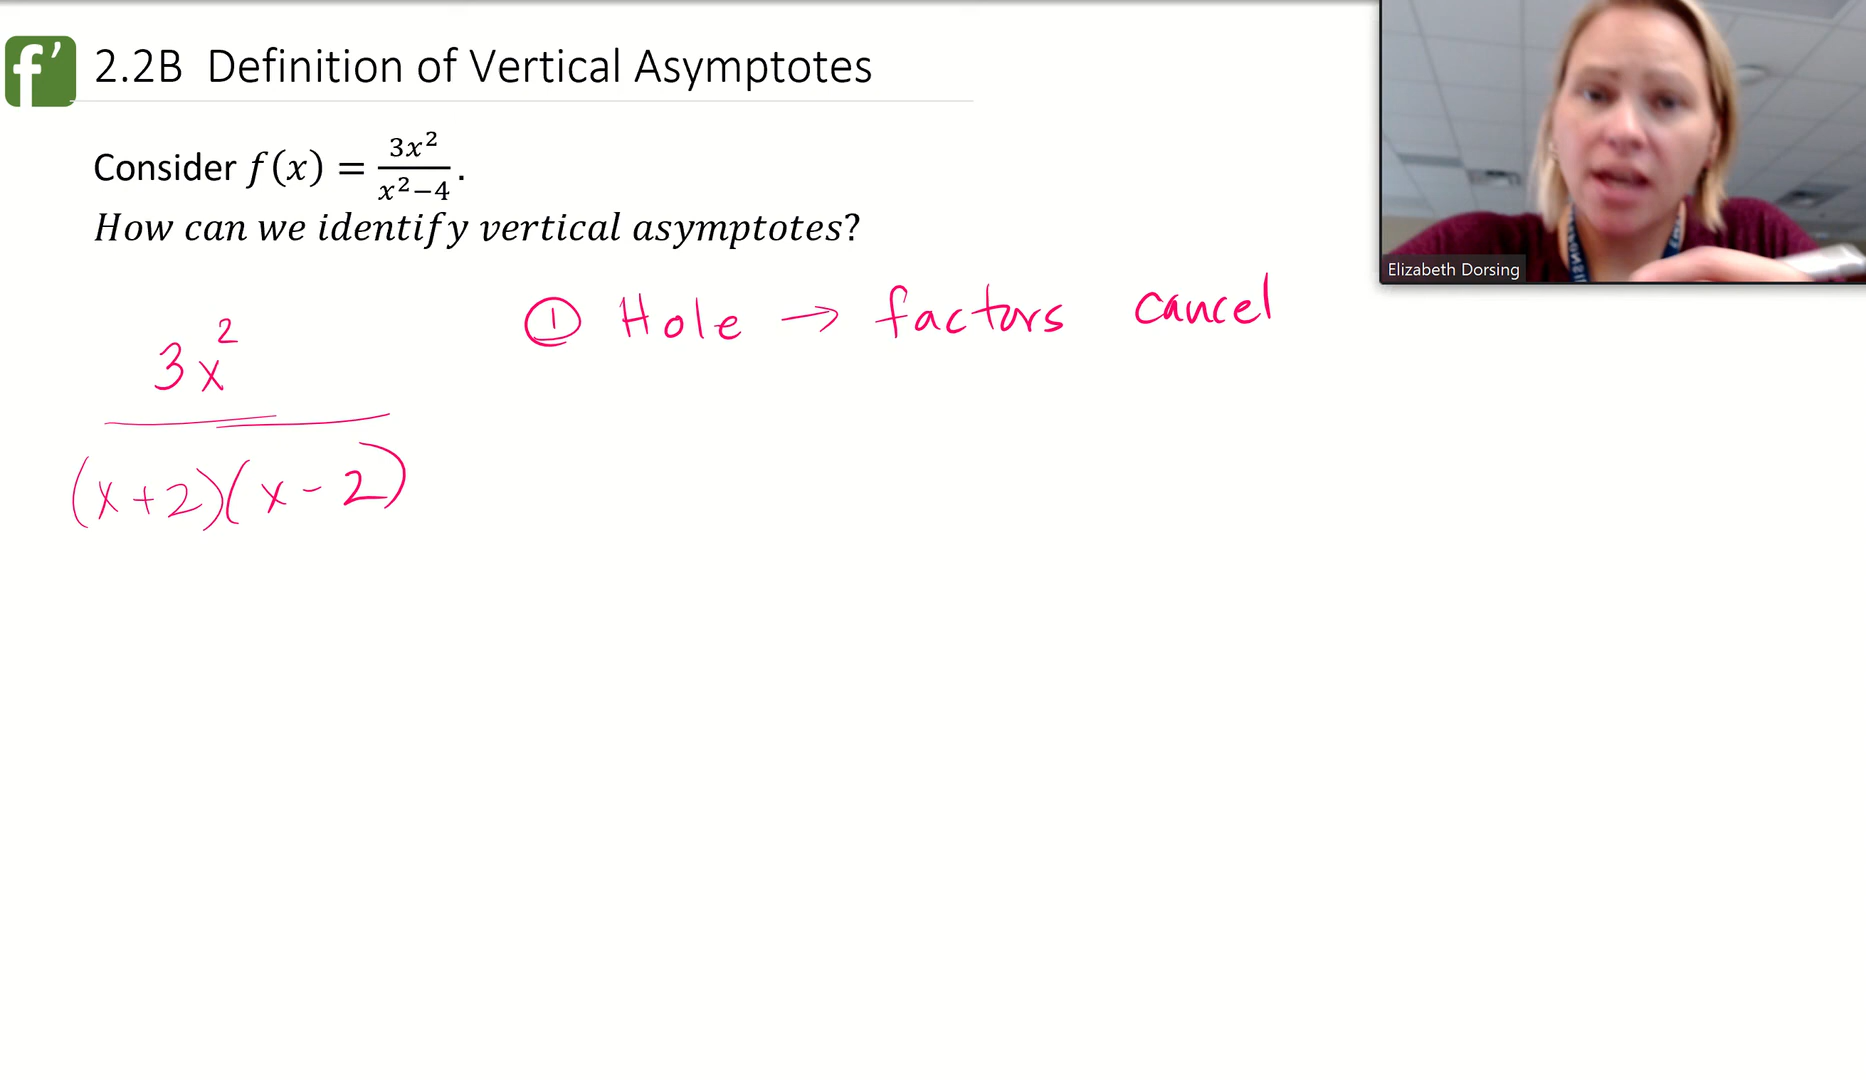 f’ 2.2B Definition of Vertical Asymptotes
Consider f(x) = 3x²/(x²−4).
How can we identify vertical asymptotes?
Elizabeth Dorsing
① Hole → factors cancel
3x²
(x+2)(x-2)